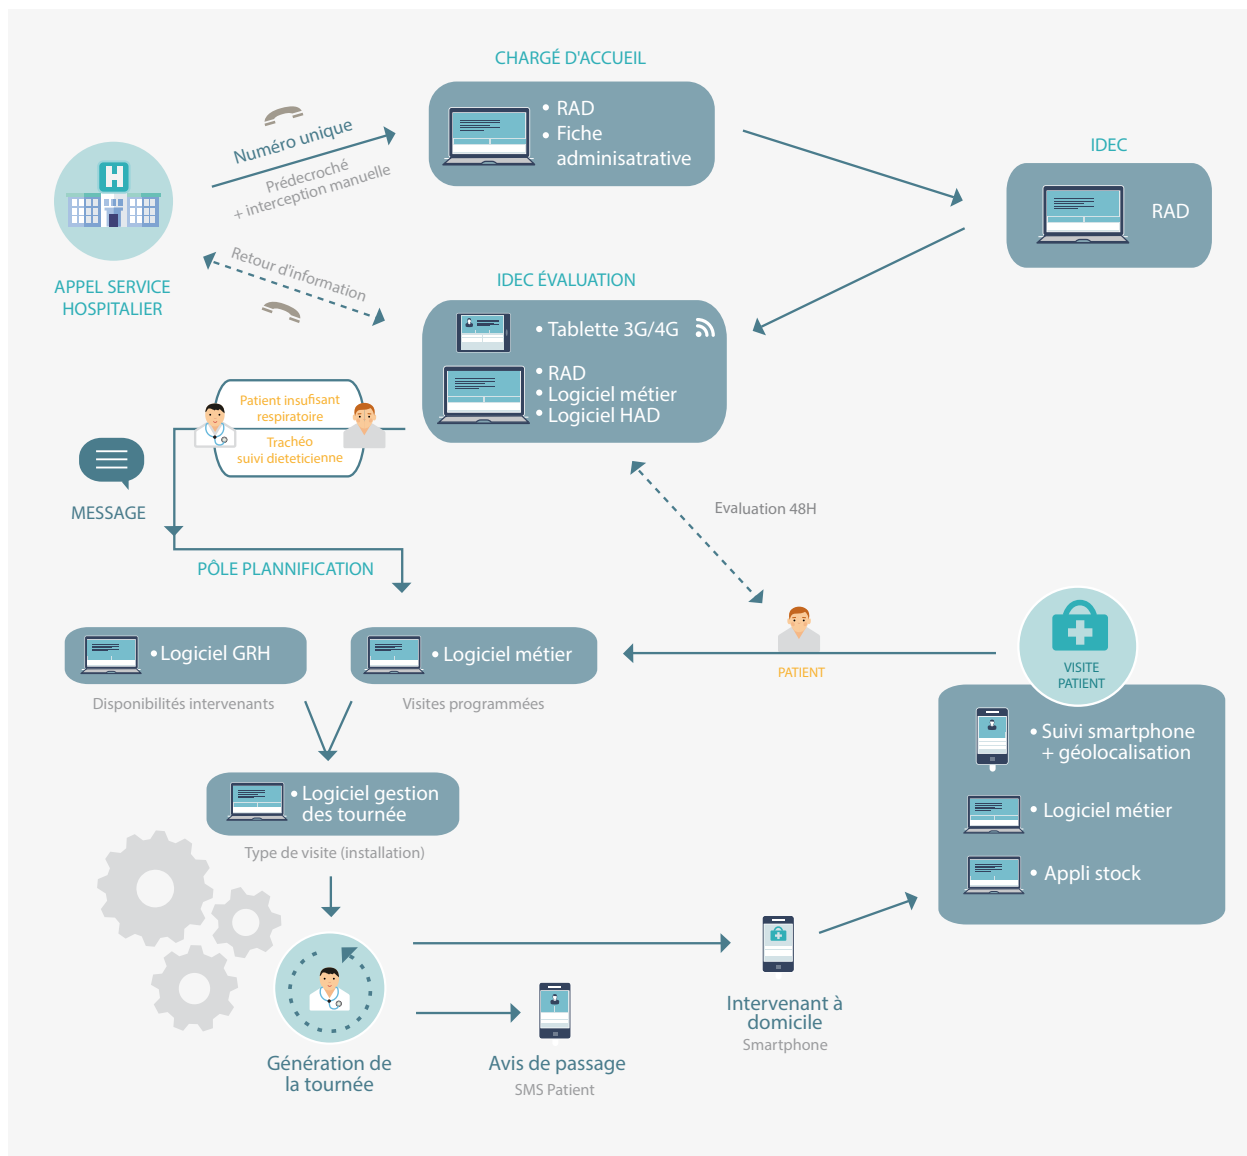 CHARGÉ D'ACCUEIL
• RAD
• Fiche
adminisatrative
Numéro unique
Prédecroché
+ interception manuelle
IDEC
RAD
H
APPEL SERVICE
HOSPITALIER
Retour d'information
IDEC ÉVALUATION
• Tablette 3G/4G
• RAD
• Logiciel métier
• Logiciel HAD
Patient insufisant
respiratoire
Trachéo
suivi dieteticienne
MESSAGE
Evaluation 48H
PÔLE PLANNIFICATION
• Logiciel GRH
Disponibilités intervenants
• Logiciel métier
Visites programmées
PATIENT
VISITE
PATIENT
• Suivi smartphone
+ géolocalisation
• Logiciel métier
• Appli stock
• Logiciel gestion
des tournée
Type de visite (installation)
Génération de
la tournée
Avis de passage
SMS Patient
Intervenant à
domicile
Smartphone